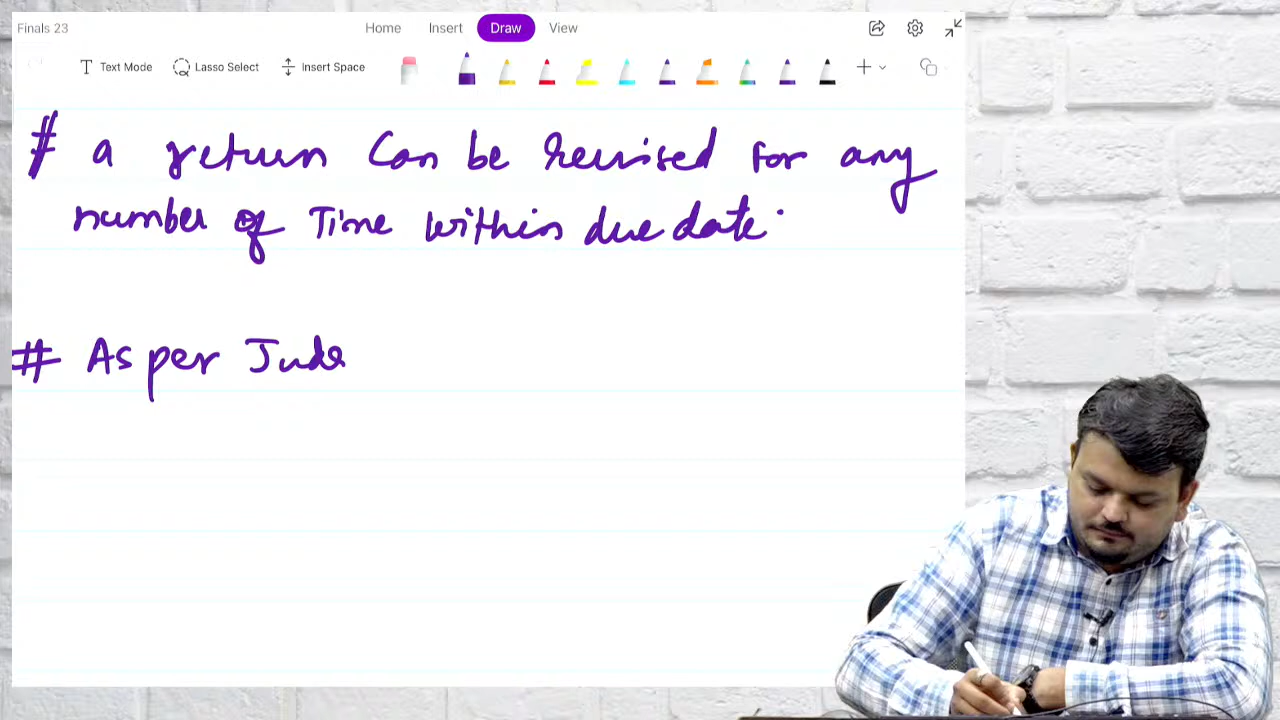 Finals 23
Home Insert Draw View
Text Mode Lasso Select Insert Space
# a return can be revised for any
number of Time within due date
# As per Jude